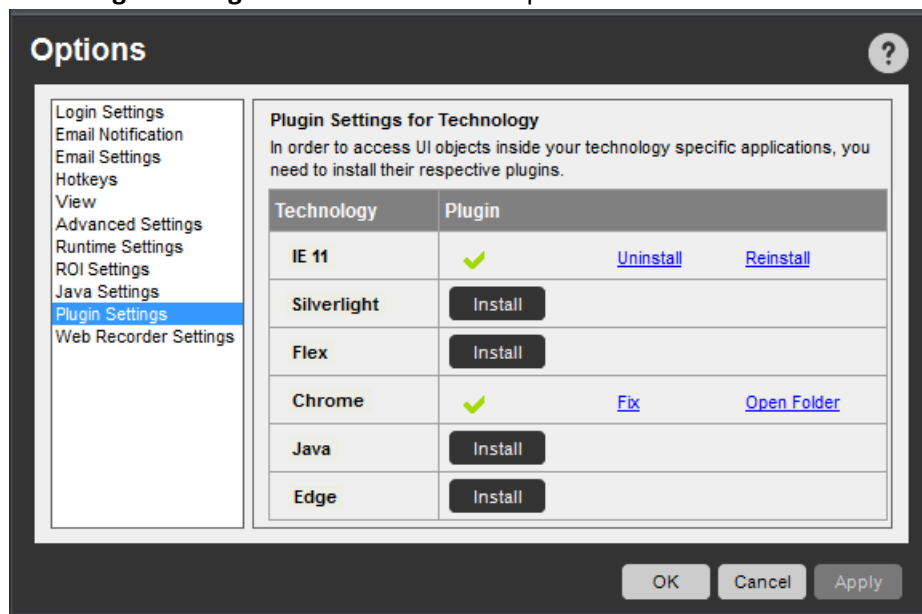 Options
?
Login Settings
Email Notification
Email Settings
Hotkeys
View
Advanced Settings
Runtime Settings
ROI Settings
Java Settings
Plugin Settings
Web Recorder Settings
Plugin Settings for Technology
In order to access UI objects inside your technology specific applications, you
need to install their respective plugins.
Technology Plugin
IE 11 Uninstall Reinstall
Silverlight Install
Flex Install
Chrome Fix Open Folder
Java Install
Edge Install
OK Cancel Apply